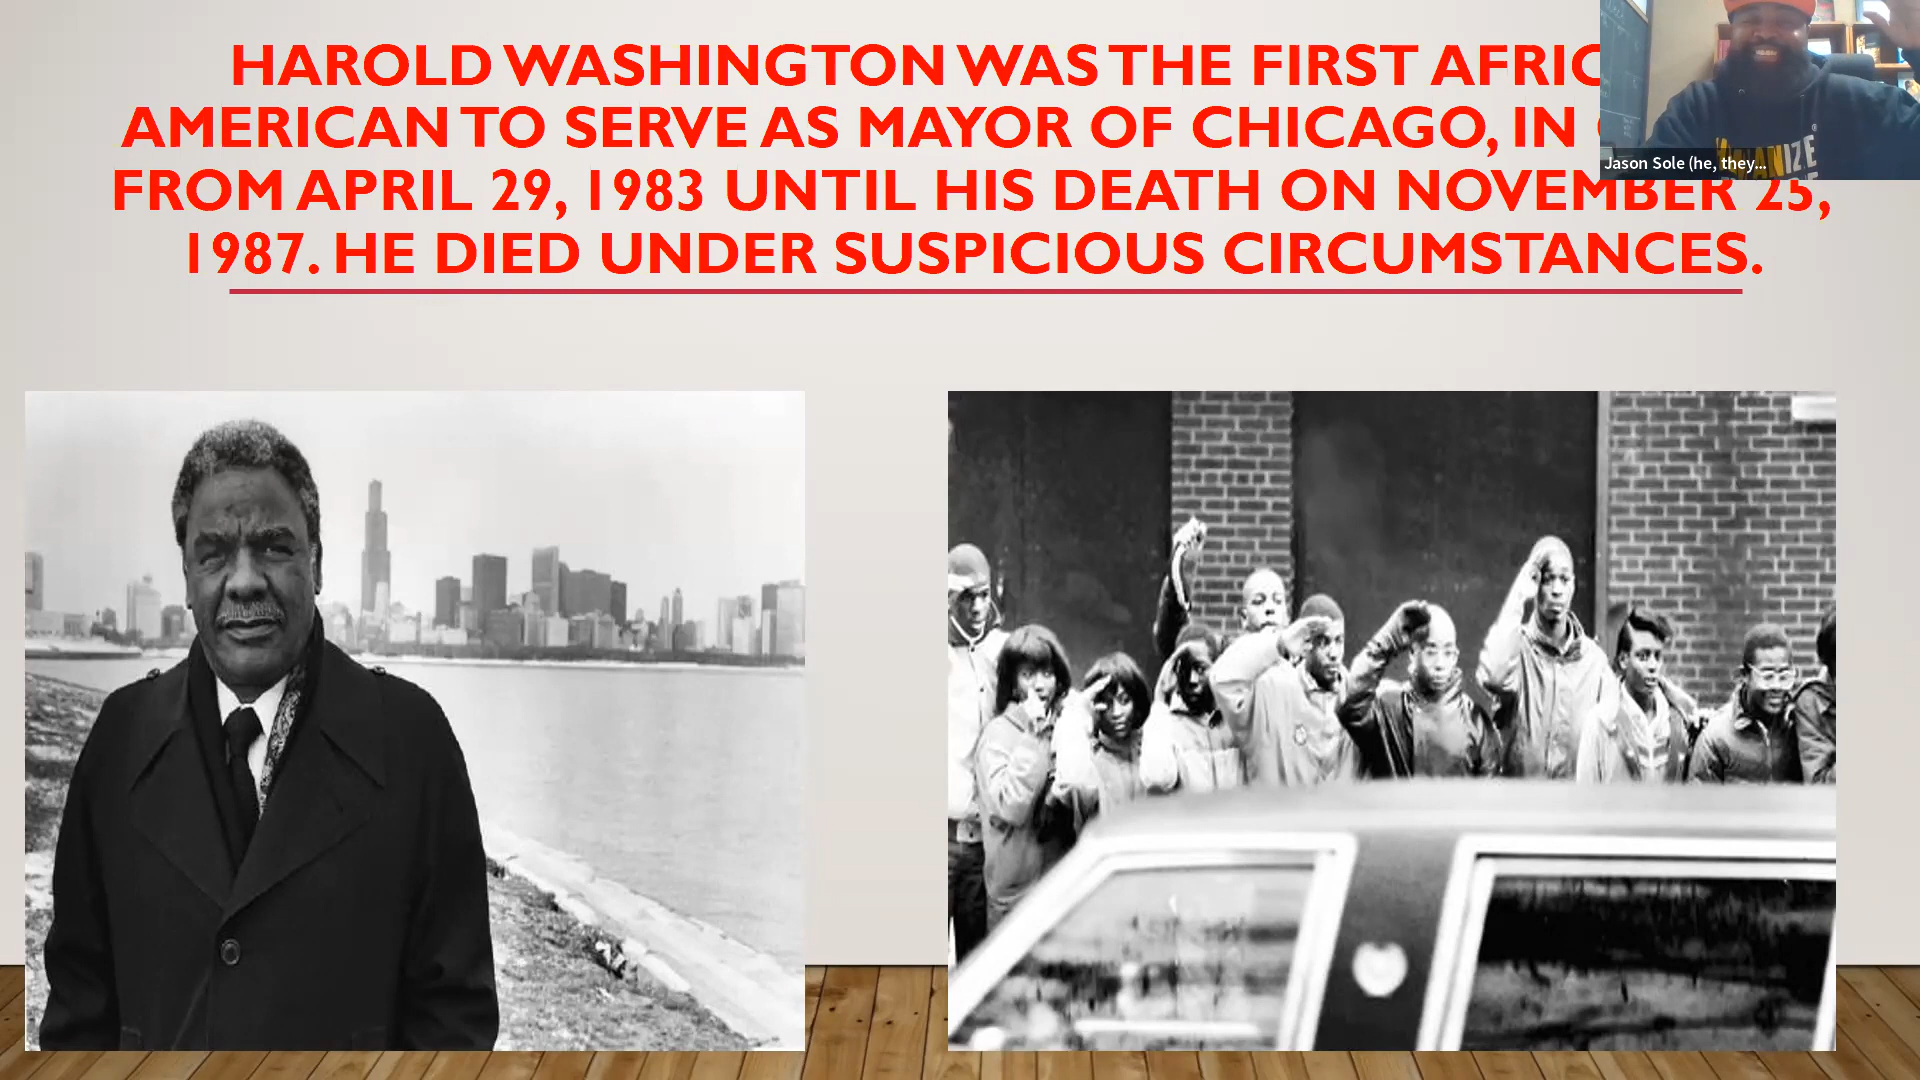 HAROLD WASHINGTON WAS THE FIRST AFRIC
AMERICAN TO SERVE AS MAYOR OF CHICAGO, IN
FROM APRIL 29, 1983 UNTIL HIS DEATH ON NOVEMBER 25,
1987. HE DIED UNDER SUSPICIOUS CIRCUMSTANCES.
Jason Sole (he, they...